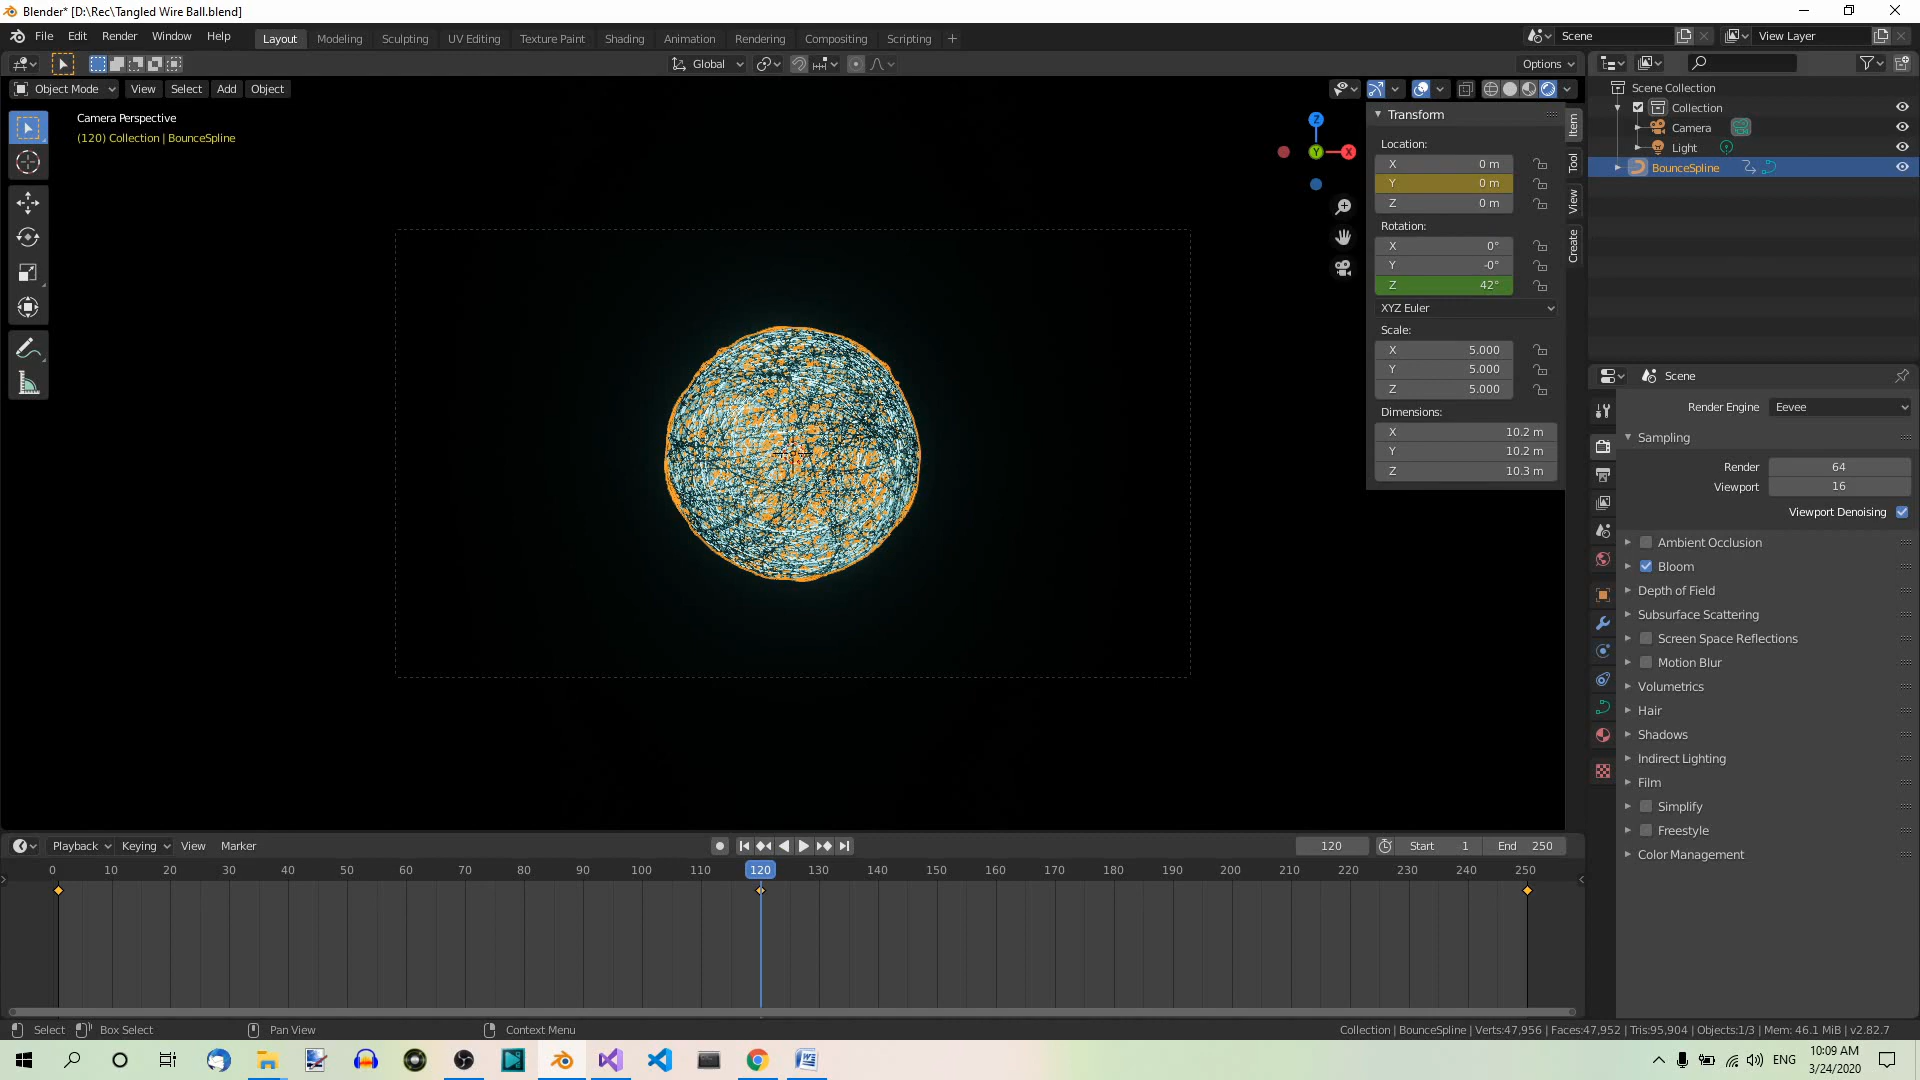 Blender* [D:\Rec\Tangled Wire Ball.blend]
File Edit Render Window Help Layout Modeling Sculpting UV Editing Texture Paint Shading Animation Rendering Compositing Scripting + Scene View Layer
Global Options
Object Mode View Select Add Object
Camera Perspective
(120) Collection | BounceSpline
Z
Y
X
Transform
Location:
X 0 m
Y 0 m
Z 0 m
Rotation:
X 0°
Y -0°
Z 42°
XYZ Euler
Scale:
X 5.000
Y 5.000
Z 5.000
Dimensions:
X 10.2 m
Y 10.2 m
Z 10.3 m
Item
Tool
View
Create
Scene Collection
Collection
Camera
Light
BounceSpline
Scene
Render Engine Eevee
Sampling
Render 64
Viewport 16
Viewport Denoising
Ambient Occlusion
Bloom
Depth of Field
Subsurface Scattering
Screen Space Reflections
Motion Blur
Volumetrics
Hair
Shadows
Indirect Lighting
Film
Simplify
Freestyle
Color Management
Playback Keying View Marker 120 Start 1 End 250
0 10 20 30 40 50 60 70 80 90 100 110 120 130 140 150 160 170 180 190 200 210 220 230 240 250
Select Box Select Pan View Context Menu Collection | BounceSpline | Verts:47,956 | Faces:47,952 | Tris:95,904 | Objects:1/3 | Mem: 46.1 MiB | v2.82.7
ENG
10:09 AM
3/24/2020